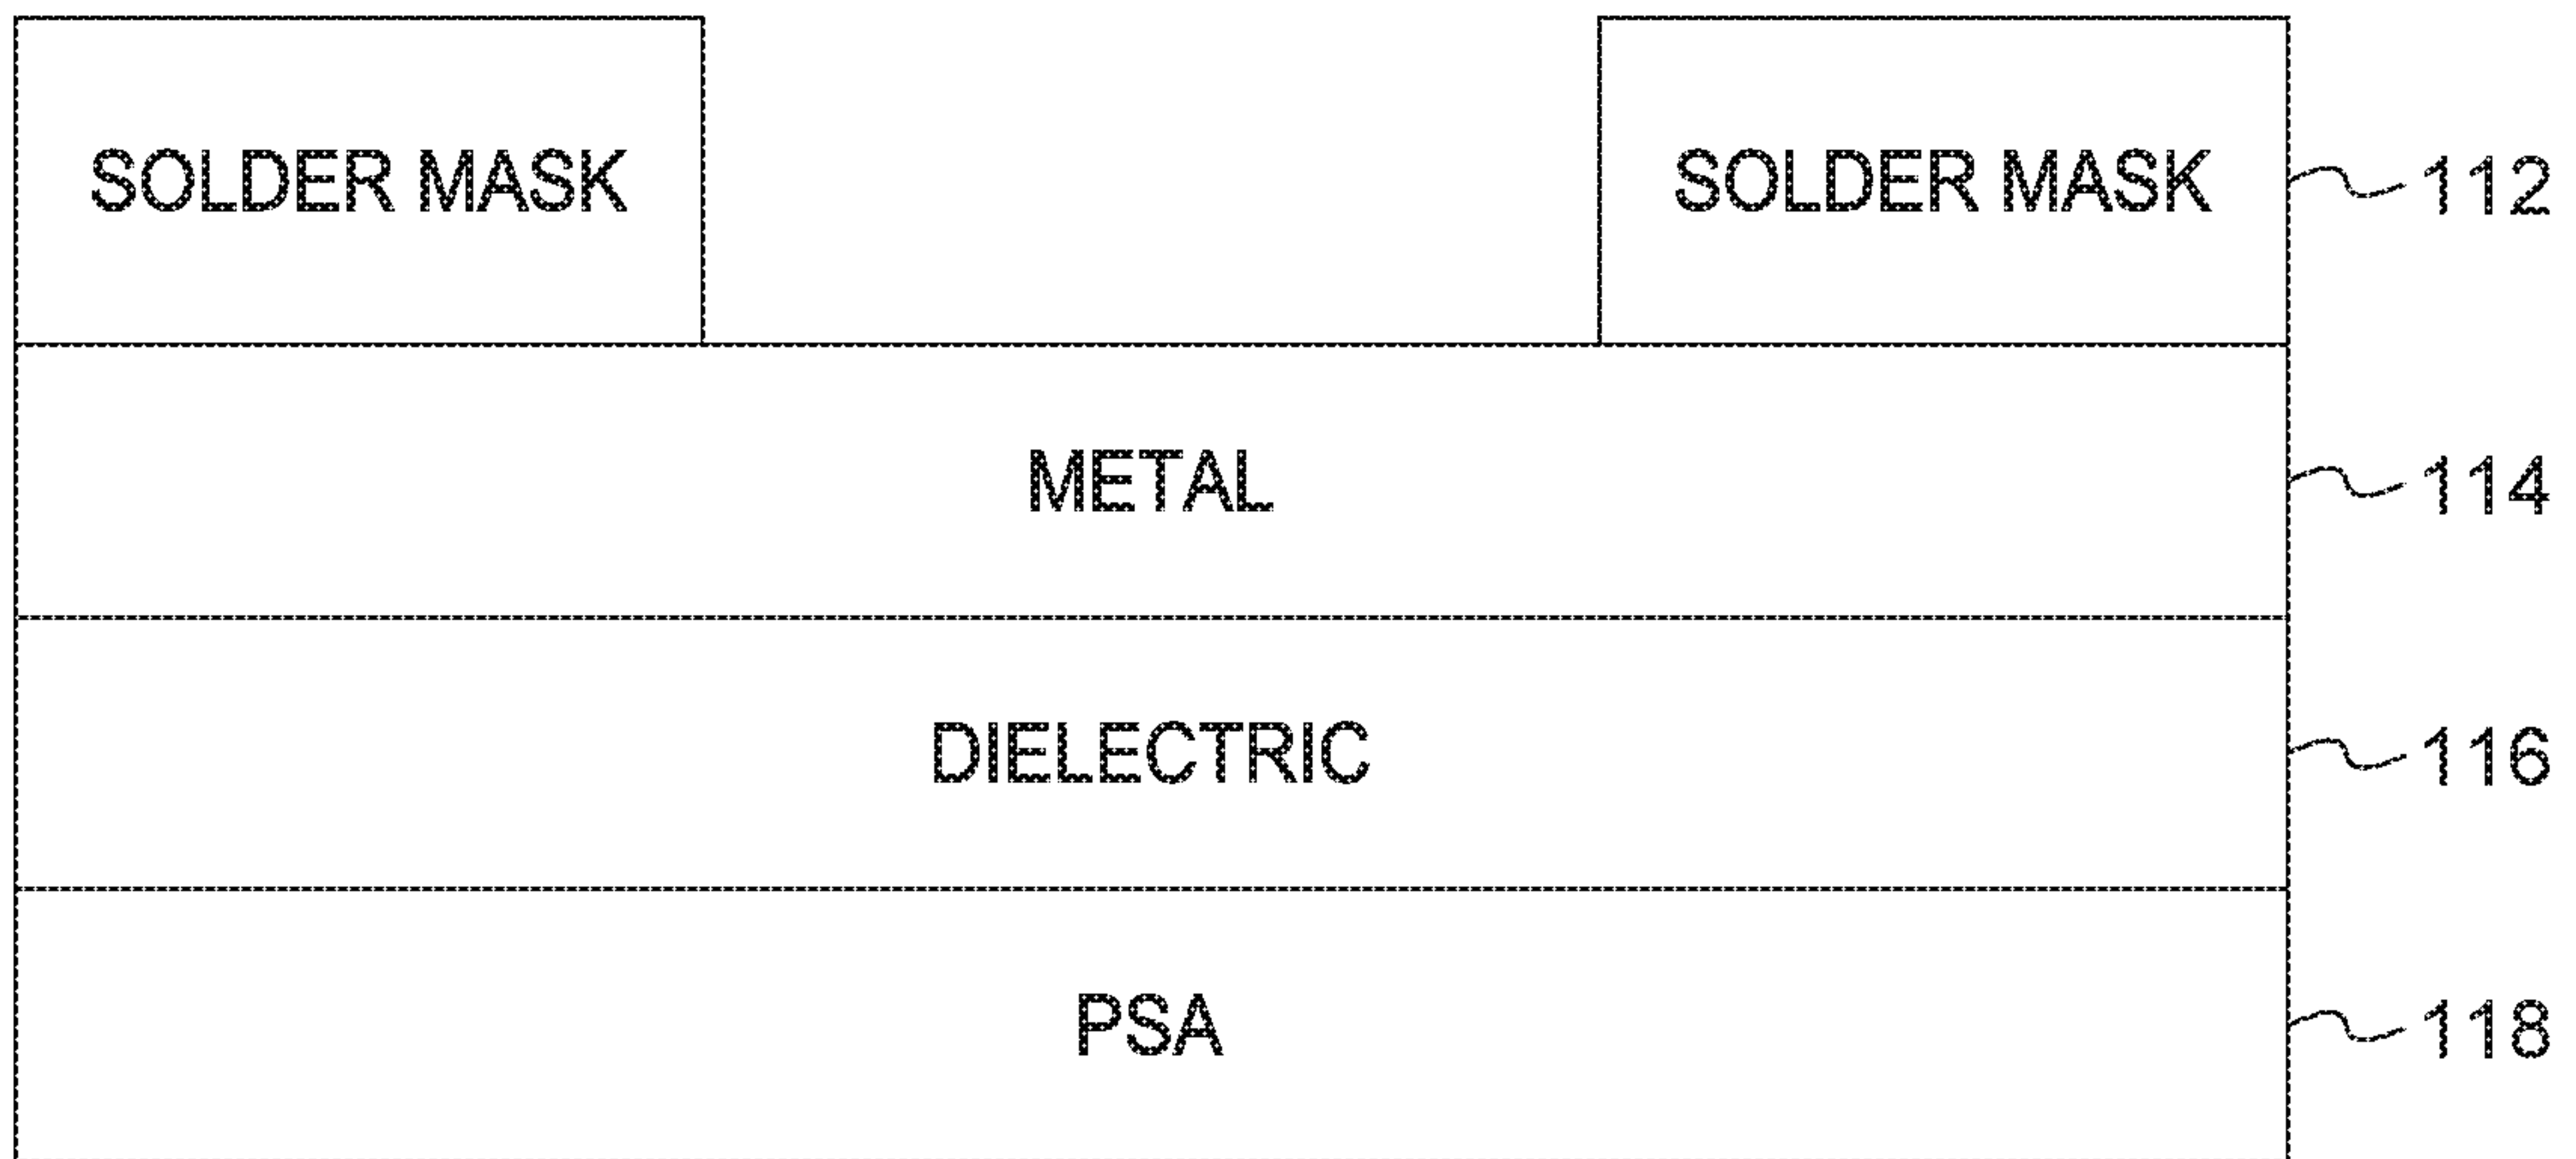 SOLDER MASK SOLDER MASK 112
METAL 114
DIELECTRIC 116
PSA 118